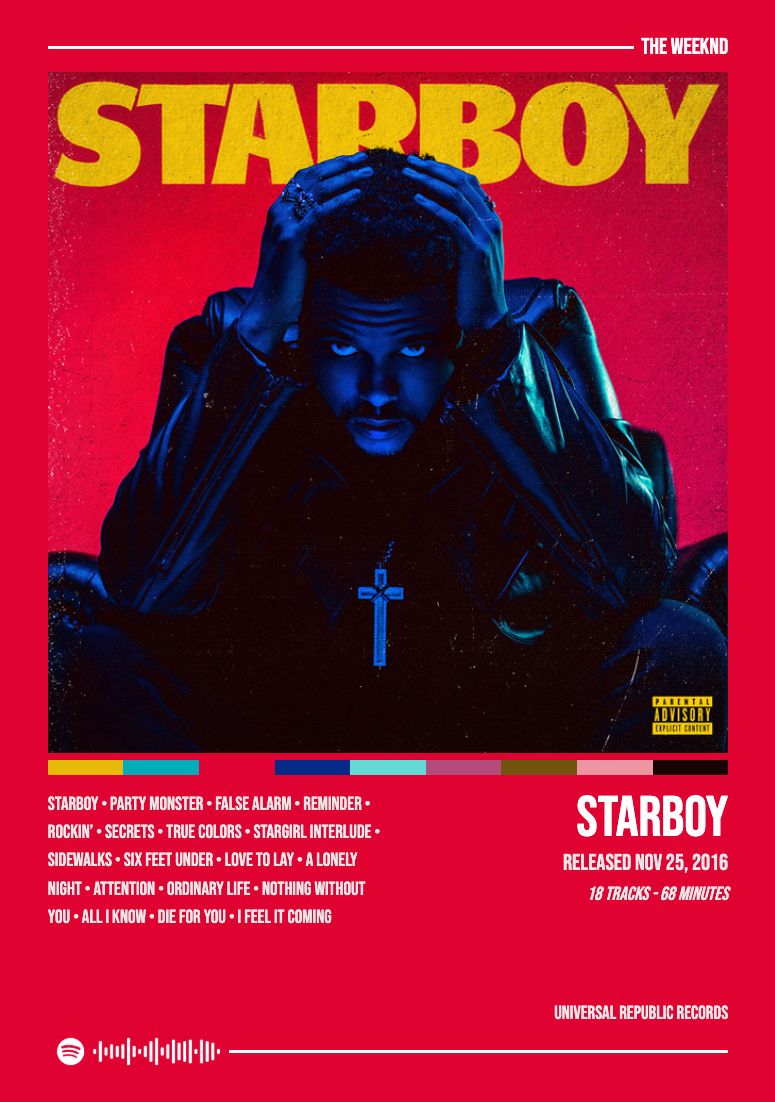 THE WEEKND
STARBOY
PARENTAL
ADVISORY
EXPLICIT CONTENT
STARBOY • PARTY MONSTER • FALSE ALARM • REMINDER •
ROCKIN' • SECRETS • TRUE COLORS • STARGIRL INTERLUDE •
SIDEWALKS • SIX FEET UNDER • LOVE TO LAY • A LONELY
NIGHT • ATTENTION • ORDINARY LIFE • NOTHING WITHOUT
YOU • ALL I KNOW • DIE FOR YOU • I FEEL IT COMING
STARBOY
RELEASED NOV 25, 2016
18 TRACKS - 68 MINUTES
UNIVERSAL REPUBLIC RECORDS